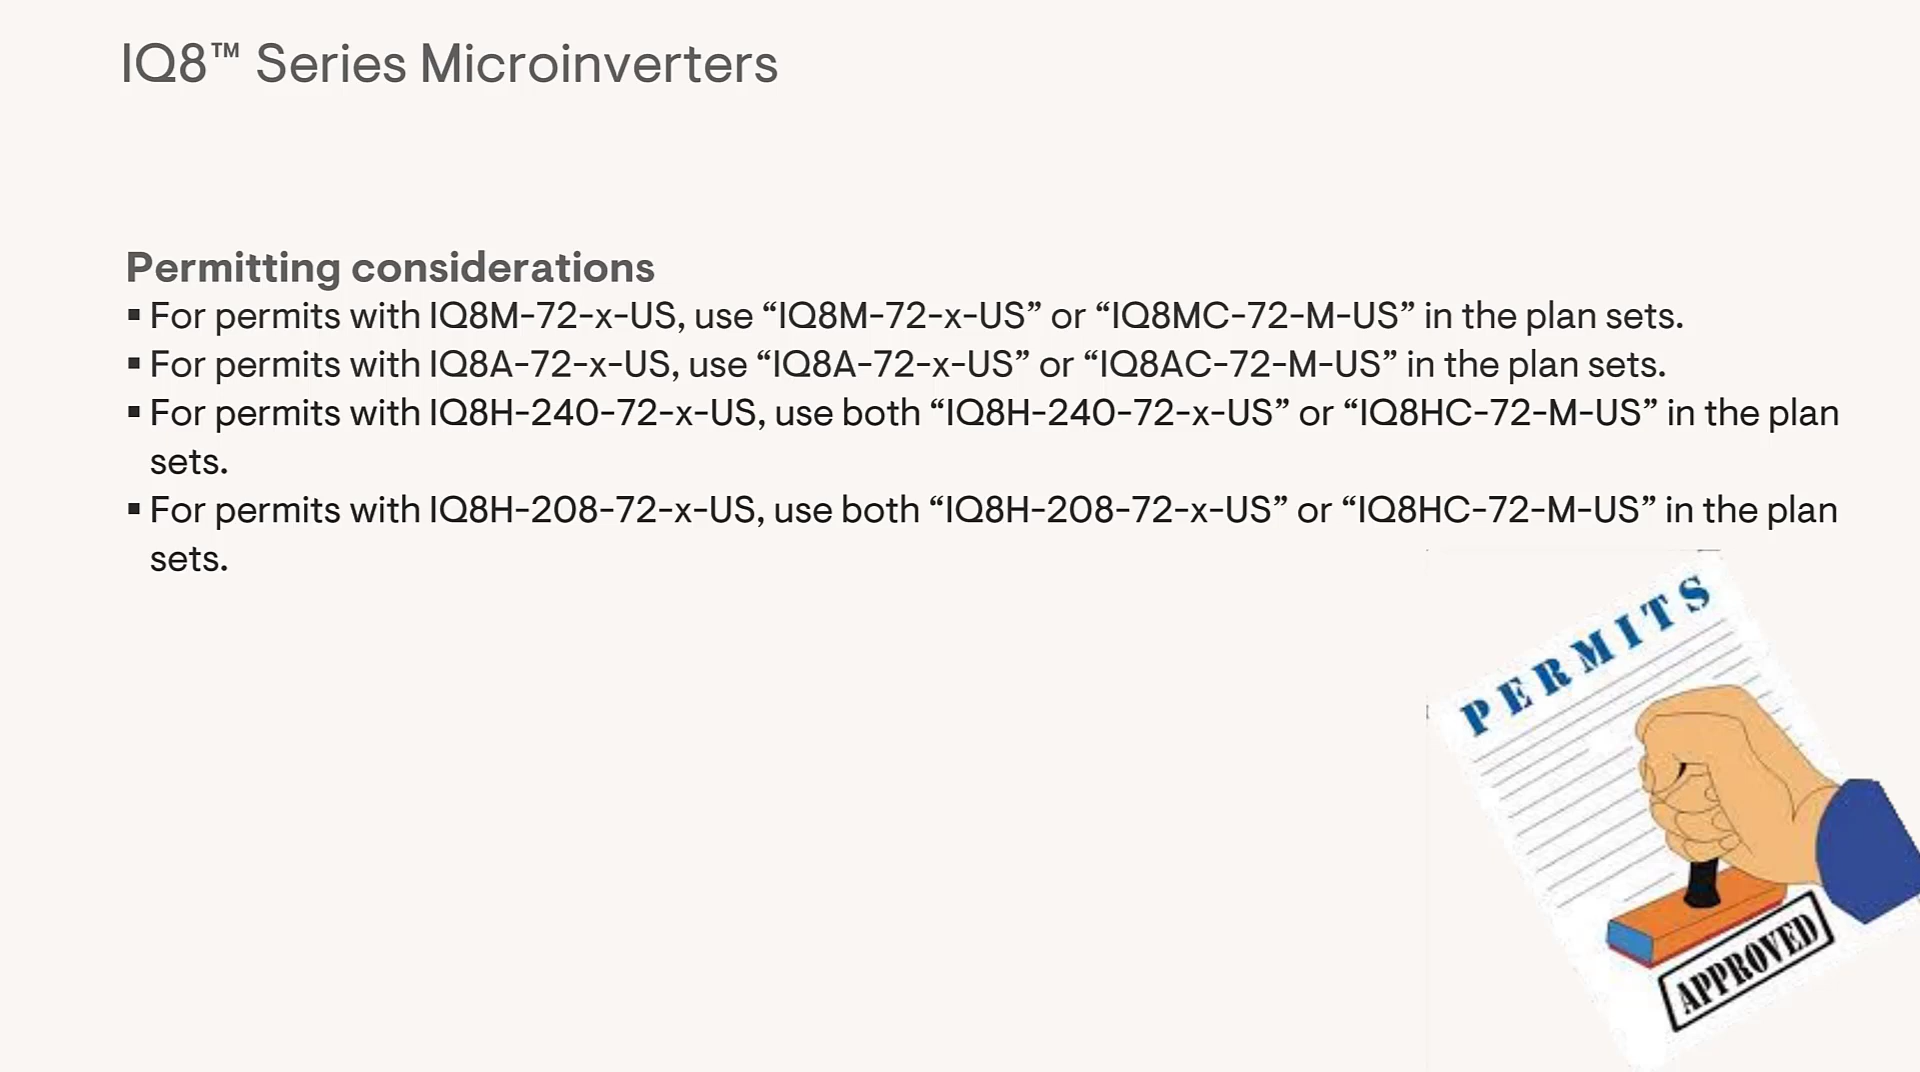 IQ8™ Series Microinverters
Permitting considerations
▪ For permits with IQ8M-72-x-US, use “IQ8M-72-x-US” or “IQ8MC-72-M-US” in the plan sets.
▪ For permits with IQ8A-72-x-US, use “IQ8A-72-x-US” or “IQ8AC-72-M-US” in the plan sets.
▪ For permits with IQ8H-240-72-x-US, use both “IQ8H-240-72-x-US” or “IQ8HC-72-M-US” in the plan
sets.
▪ For permits with IQ8H-208-72-x-US, use both “IQ8H-208-72-x-US” or “IQ8HC-72-M-US” in the plan
sets.
PERMITS
APPROVED